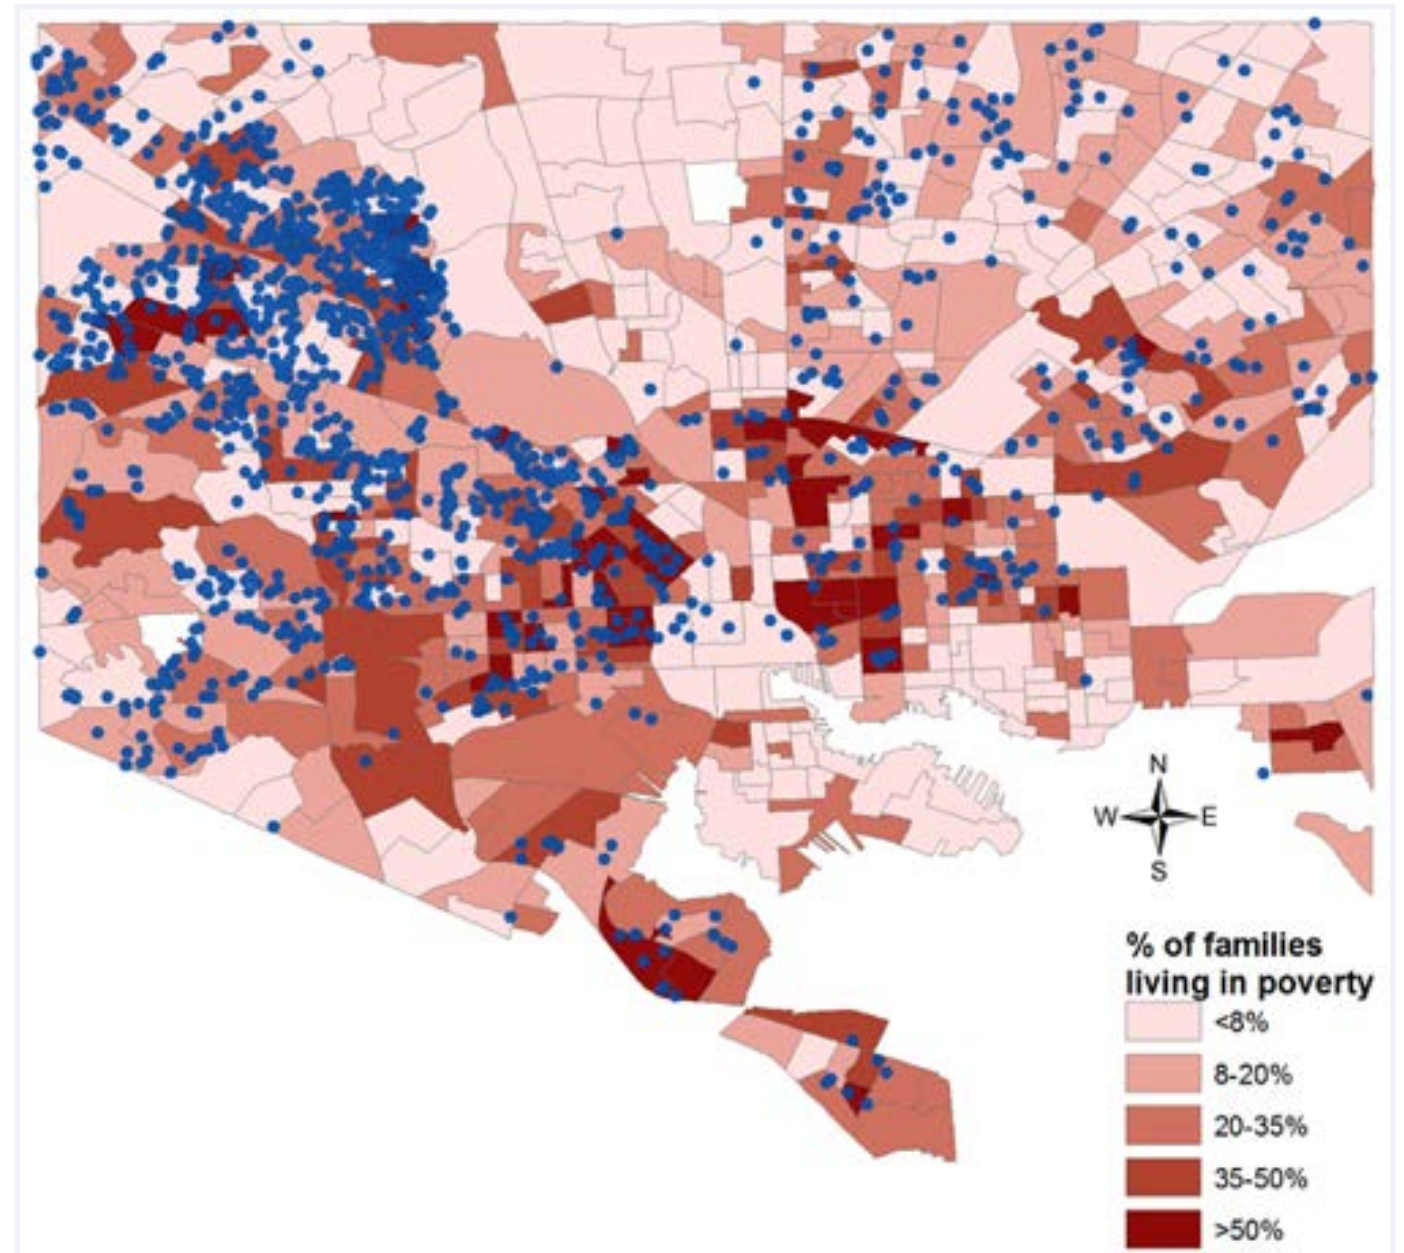 N
W E
S
% of families
living in poverty
<8%
8-20%
20-35%
35-50%
>50%